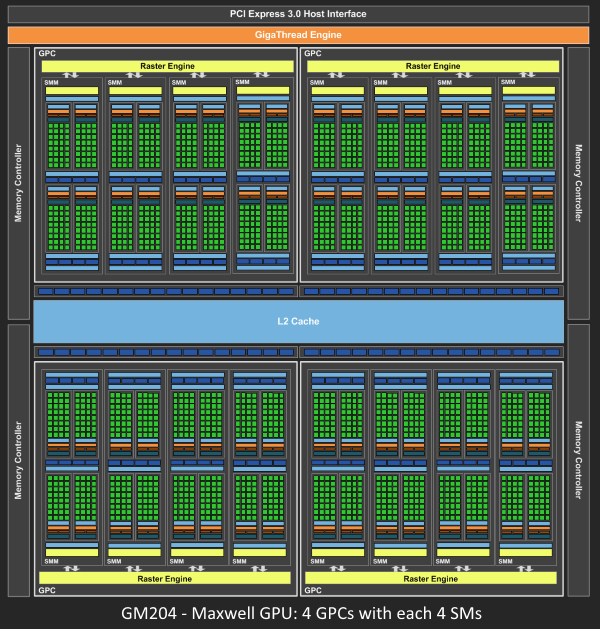 PCI Express 3.0 Host Interface
GigaThread Engine
GPC
GPC
Raster Engine
Raster Engine
SMM
SMM
SMM
SMM
SMM
SMM
SMM
SMM
Memory Controller
Memory Controller
L2 Cache
Memory Controller
Memory Controller
SMM
SMM
SMM
SMM
SMM
SMM
SMM
SMM
Raster Engine
Raster Engine
GPC
GPC
GM204 - Maxwell GPU: 4 GPCs with each 4 SMs